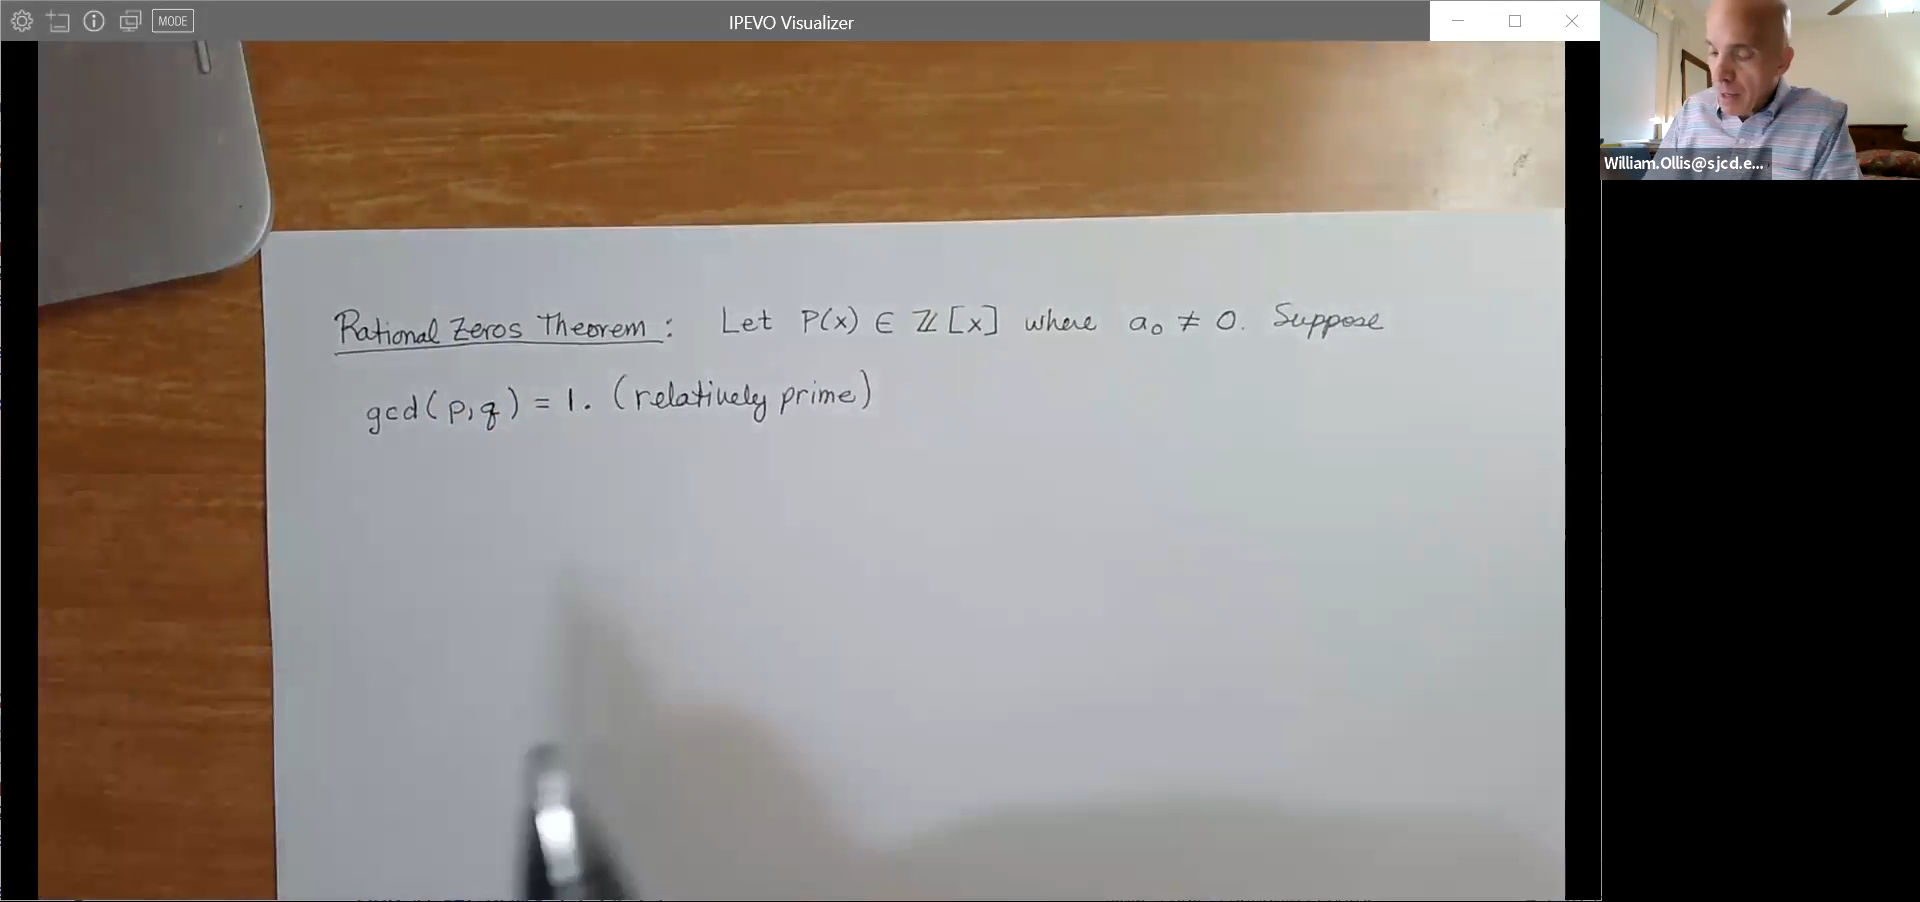 MODE
IPEVO Visualizer
William.Ollis@sjcd.e...
Rational Zeros Theorem: Let P(x) ∈ ℤ[x] where a₀ ≠ 0. Suppose
gcd(p,q) = 1. (relatively prime)